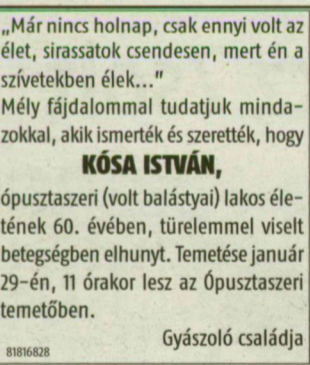 „Már nincs holnap, csak ennyi volt az
élet, sirassatok csendesen, mert én a
szívetekben élek...”
Mély fájdalommal tudatjuk minda-
zokkal, akik ismerték és szerették, hogy
KÓSA ISTVÁN,
ópusztaszeri (volt balástyai) lakos éle-
tének 60. évében, türelemmel viselt
betegségben elhunyt. Temetése január
29-én, 11 órakor lesz az Ópusztaszeri
temetőben.
Gyászoló családja
81816828